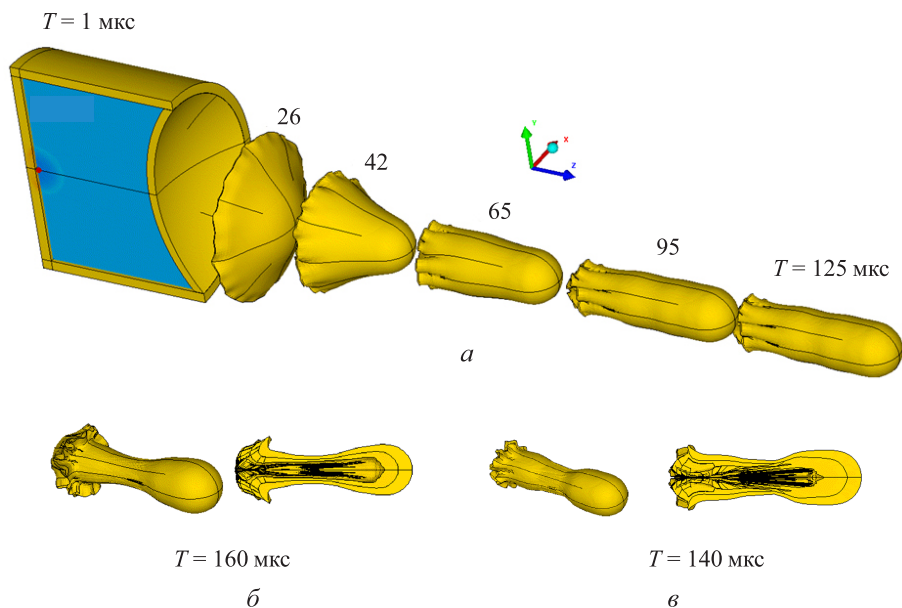 T = 1 мкс
26
42
65
95
T = 125 мкс
Y
X
Z
а
T = 160 мкс
T = 140 мкс
б
в